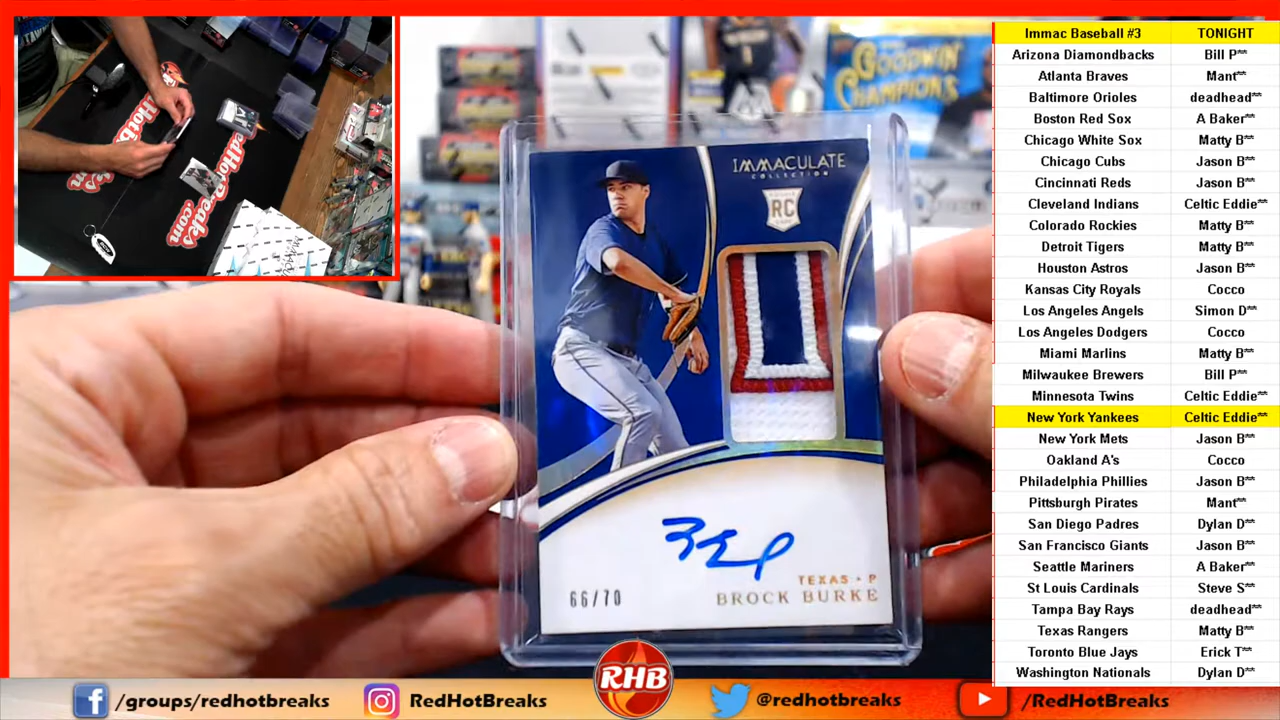 Immac Baseball #3 TONIGHT
Arizona Diamondbacks Bill P**
Atlanta Braves Mant**
Baltimore Orioles deadhead**
Boston Red Sox A Baker**
Chicago White Sox Matty B**
Chicago Cubs Jason B**
Cincinnati Reds Jason B**
Cleveland Indians Celtic Eddie**
Colorado Rockies Matty B**
Detroit Tigers Matty B**
Houston Astros Jason B**
Kansas City Royals Cocco
Los Angeles Angels Simon D**
Los Angeles Dodgers Cocco
Miami Marlins Matty B**
Milwaukee Brewers Bill P**
Minnesota Twins Celtic Eddie**
New York Yankees Celtic Eddie**
New York Mets Jason B**
Oakland A's Cocco
Philadelphia Phillies Jason B**
Pittsburgh Pirates Mant**
San Diego Padres Dylan D**
San Francisco Giants Jason B**
Seattle Mariners A Baker**
St Louis Cardinals Steve S**
Tampa Bay Rays deadhead**
Texas Rangers Matty B**
Toronto Blue Jays Erick T**
Washington Nationals Dylan D**
GOODWIN
CHAMPIONS
IMMACULATE
COLLECTION
RC
TEXAS • P
66/70 BROCK BURKE
RedHotBreaks
.com
/groups/redhotbreaks RedHotBreaks RHB @redhotbreaks /RedHotBreaks